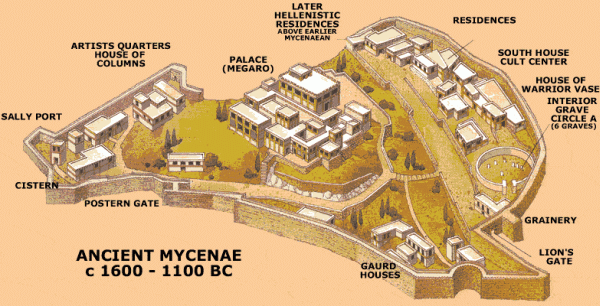 LATER
HELLENISTIC
RESIDENCES
ABOVE EARLIER
MYCENAEAN
RESIDENCES
ARTISTS QUARTERS
HOUSE OF
COLUMNS
PALACE
(MEGARO)
SOUTH HOUSE
CULT CENTER
HOUSE OF
WARRIOR VASE
INTERIOR
GRAVE
CIRCLE A
(6 GRAVES)
SALLY PORT
CISTERN
POSTERN GATE
GRAINERY
LION'S
GATE
GAURD
HOUSES
ANCIENT MYCENAE
c 1600 - 1100 BC